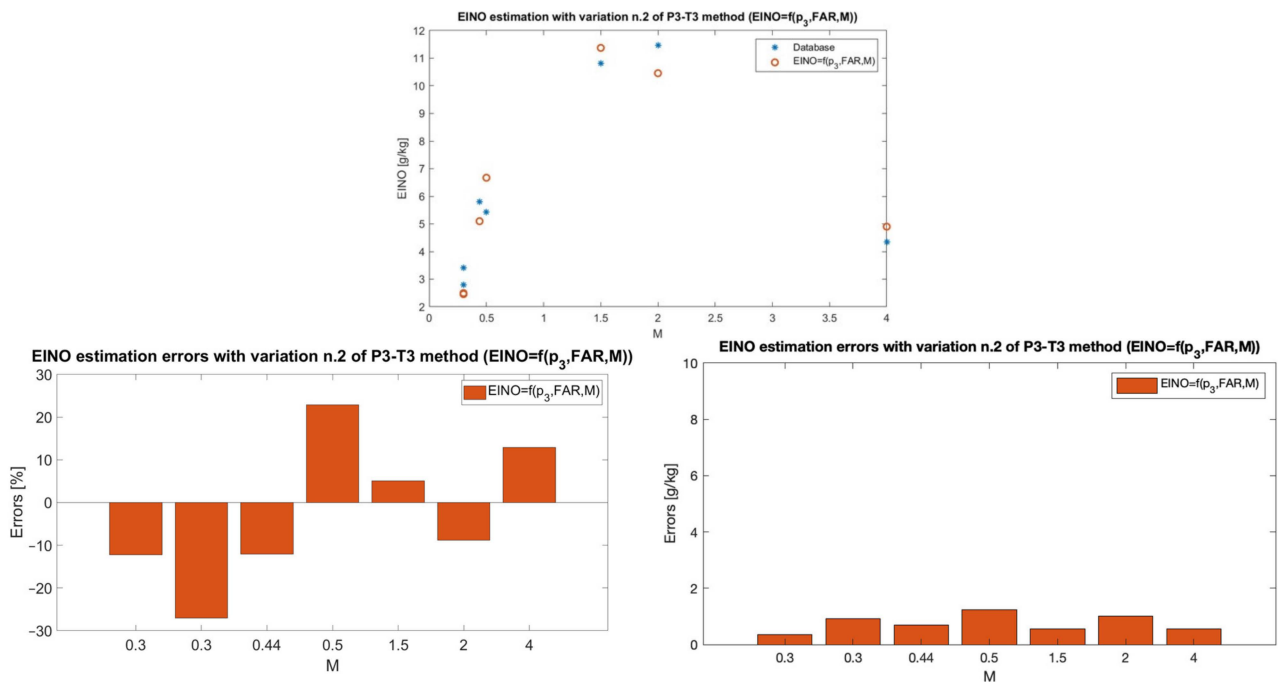 EINO estimation with variation n.2 of P3-T3 method (EINO=f(p3,FAR,M))
12
11
10
9
8
7
6
5
4
3
2
EINO [g/kg]
0 0.5 1 1.5 2 2.5 3 3.5 4
M
Database
EINO=f(p3,FAR,M)
EINO estimation errors with variation n.2 of P3-T3 method (EINO=f(p3,FAR,M))
30
20
10
0
−10
−20
−30
Errors [%]
EINO=f(p3,FAR,M)
0.3 0.3 0.44 0.5 1.5 2 4
M
EINO estimation errors with variation n.2 of P3-T3 method (EINO=f(p3,FAR,M))
10
8
6
4
2
0
Errors [g/kg]
EINO=f(p3,FAR,M)
0.3 0.3 0.44 0.5 1.5 2 4
M